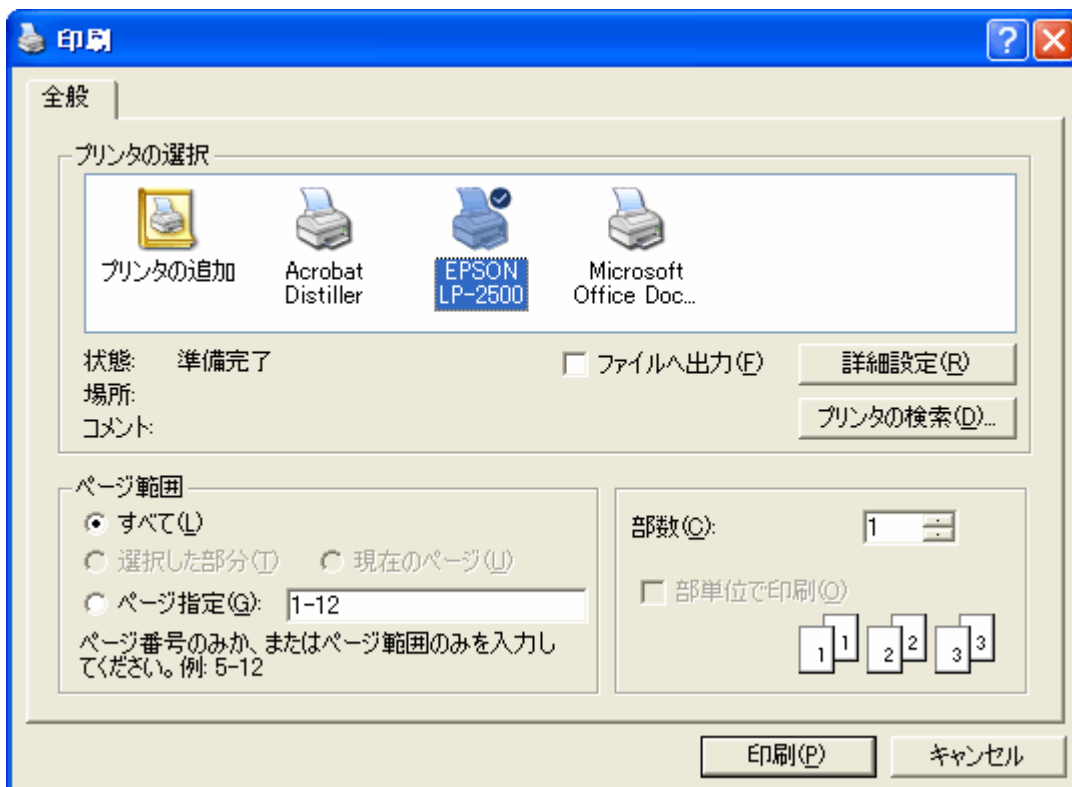 印刷
全般
プリンタの選択
プリンタの追加
Acrobat
Distiller
EPSON
LP-2500
Microsoft
Office Doc...
状態: 準備完了
場所:
コメント:
ファイルへ出力(F)
詳細設定(R)
プリンタの検索(D)...
ページ範囲
すべて(L)
選択した部分(T)
現在のページ(U)
ページ指定(G): 1-12
ページ番号のみか、またはページ範囲のみを入力し
てください。例: 5-12
部数(C): 1
部単位で印刷(O)
1 1 2 2 3 3
印刷(P)
キャンセル